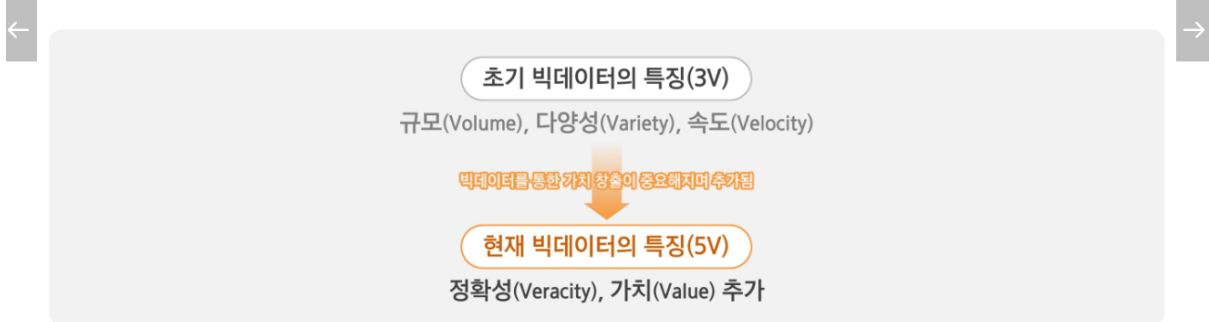 초기 빅데이터의 특징(3V)
규모(Volume), 다양성(Variety), 속도(Velocity)
빅데이터를 통한 가치 창출이 중요해지며 추가됨
현재 빅데이터의 특징(5V)
정확성(Veracity), 가치(Value) 추가